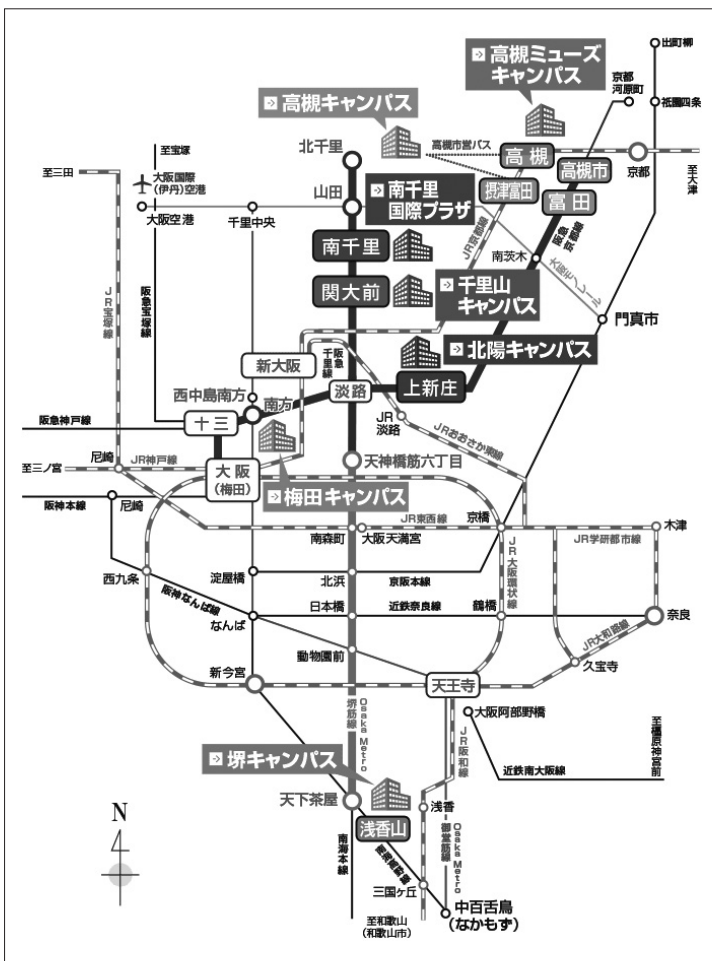 出町柳
高槻ミューズ
キャンパス
京都
河原町
高槻キャンパス
祇園四条
北千里
高槻市営バス
高槻
京都
至大津
至宝塚
至三田
大阪国際
(伊丹)空港
高槻市
摂津富田
富田
山田
南千里
国際プラザ
大阪空港
千里中央
阪急
京都線
JR京都線
南千里
南茨木
大阪モノレール
JR宝塚線
阪急宝塚線
関大前
千里山
キャンパス
門真市
北陽キャンパス
新大阪
阪急
千里線
淡路
上新庄
西中島南方
南方
JR
淡路
十三
阪急神戸線
JRおおさか東線
尼崎
至三ノ宮
JR神戸線
大阪
(梅田)
天神橋筋六丁目
梅田キャンパス
阪神本線
尼崎
JR東西線
京橋
木津
南森町
大阪天満宮
JR学研都市線
JR大阪環状線
西九条
淀屋橋
北浜
京阪本線
阪神なんば線
なんば
日本橋
近鉄奈良線
鶴橋
奈良
JR大和路線
動物園前
久宝寺
新今宮
天王寺
Osaka Metro
堺筋線
大阪阿部野橋
JR阪和線
至橿原神宮前
堺キャンパス
近鉄南大阪線
天下茶屋
浅香
浅香山
N
南海本線
南海高野線
Osaka Metro
御堂筋線
三国ヶ丘
至和歌山
(和歌山市)
中百舌鳥
(なかもず)